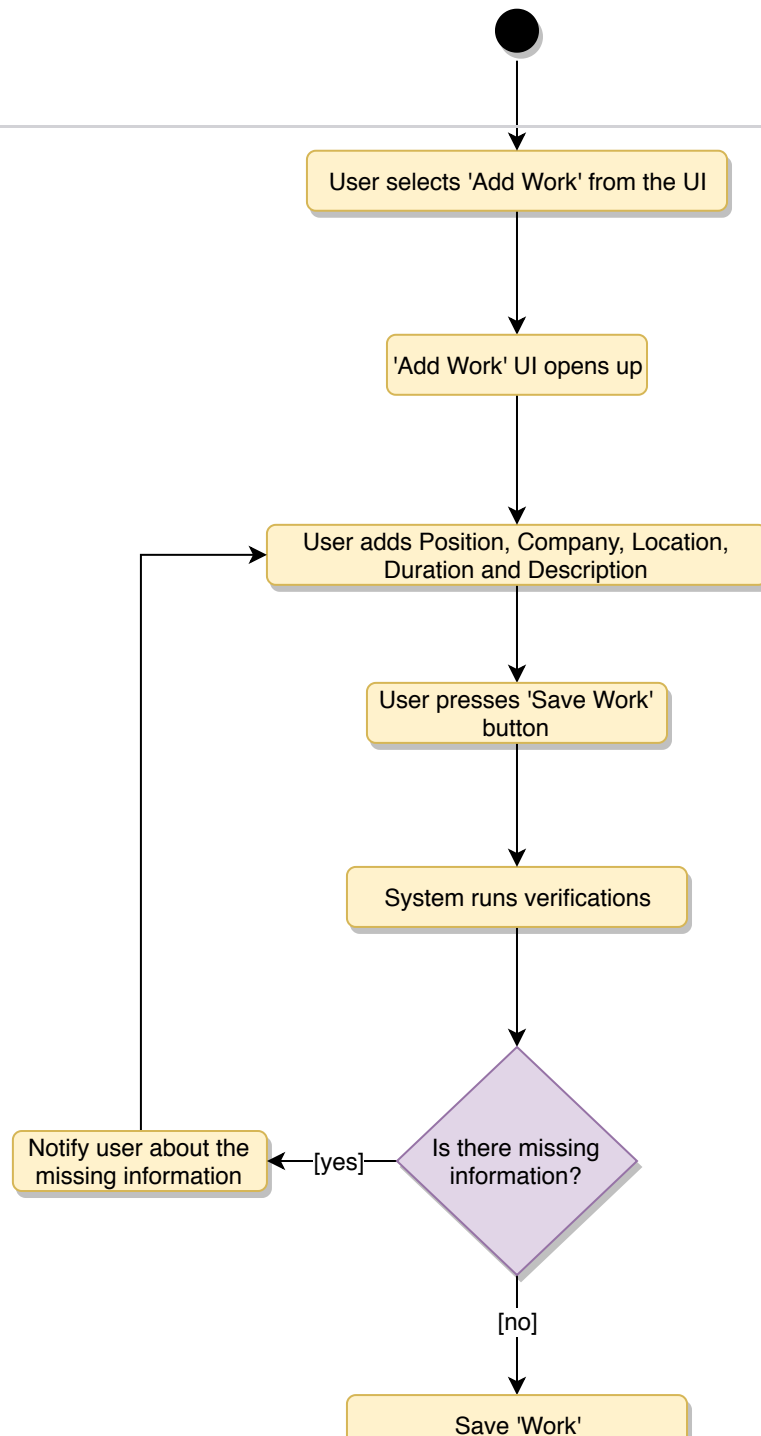 User selects 'Add Work' from the UI
'Add Work' UI opens up
User adds Position, Company, Location,
Duration and Description
User presses 'Save Work'
button
System runs verifications
Is there missing
information?
[yes]
Notify user about the
missing information
[no]
Save 'Work'